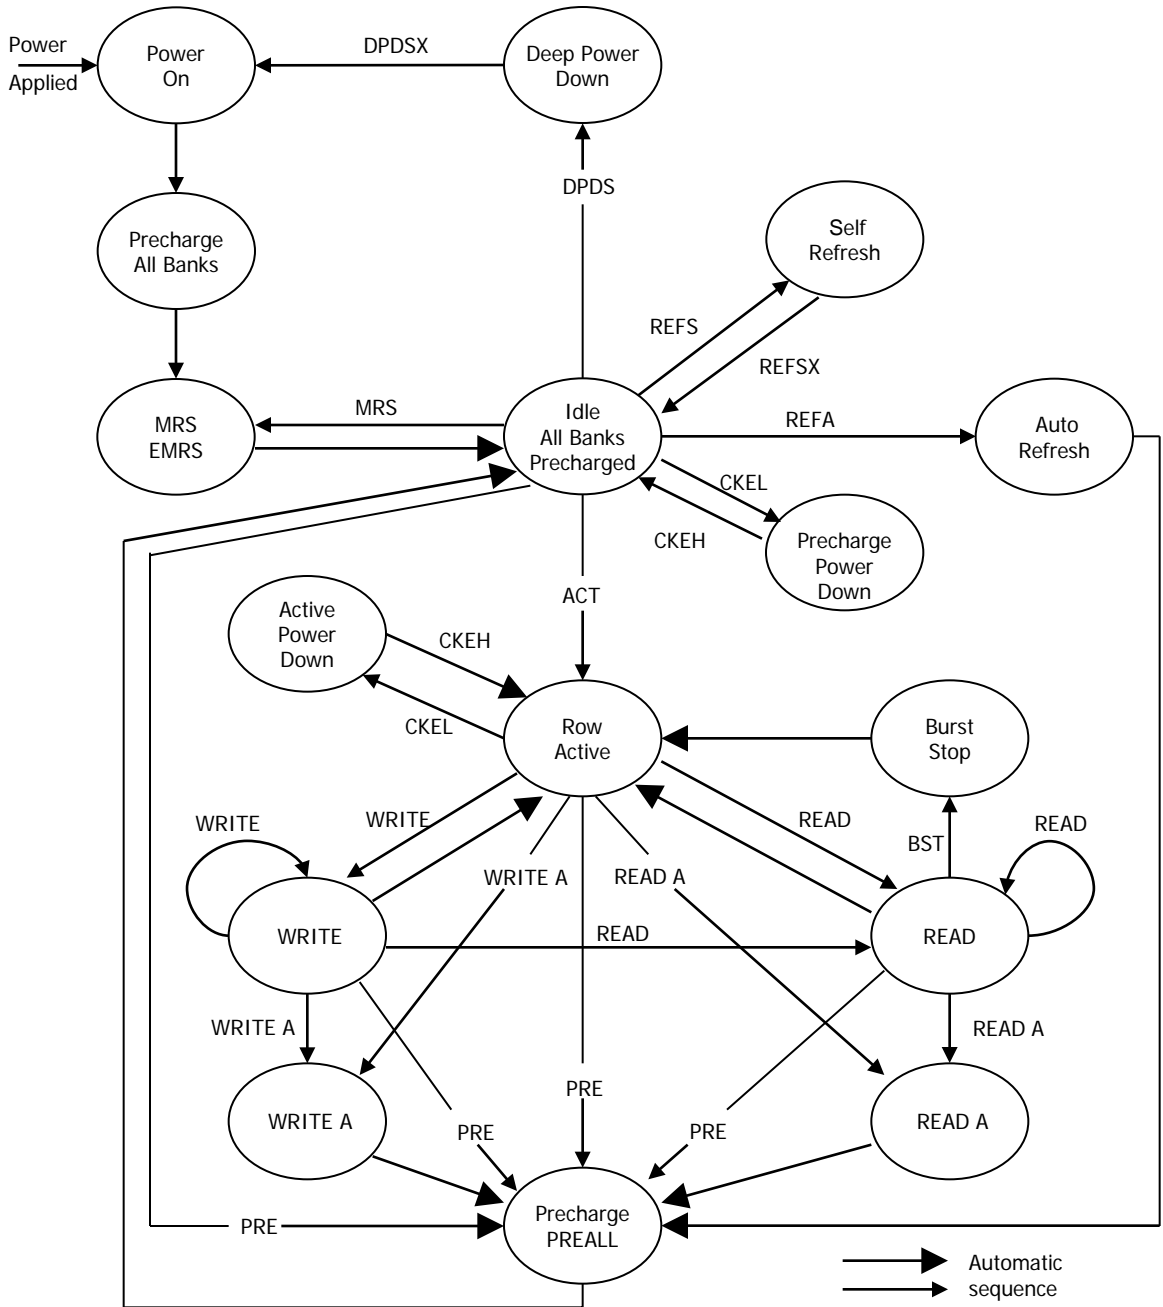 Power
Applied
Power
On
DPDSX
Deep Power
Down
DPDS
Precharge
All Banks
Self
Refresh
REFS
REFSX
MRS
EMRS
MRS
Idle
All Banks
Precharged
REFA
Auto
Refresh
CKEL
CKEH
Precharge
Power
Down
ACT
Active
Power
Down
CKEH
CKEL
Row
Active
Burst
Stop
WRITE
WRITE
READ
BST
READ
WRITE A
READ A
WRITE
READ
READ
WRITE A
READ A
WRITE A
PRE
PRE
PRE
READ A
PRE
Precharge
PREALL
Automatic
sequence